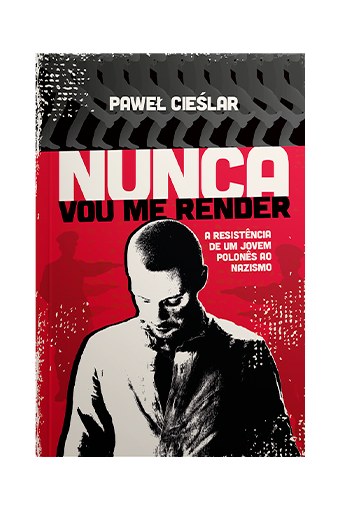 PAWEŁ CIEŚLAR
NUNCA
VOU ME RENDER
A RESISTÊNCIA
DE UM JOVEM
POLONÊS AO
NAZISMO